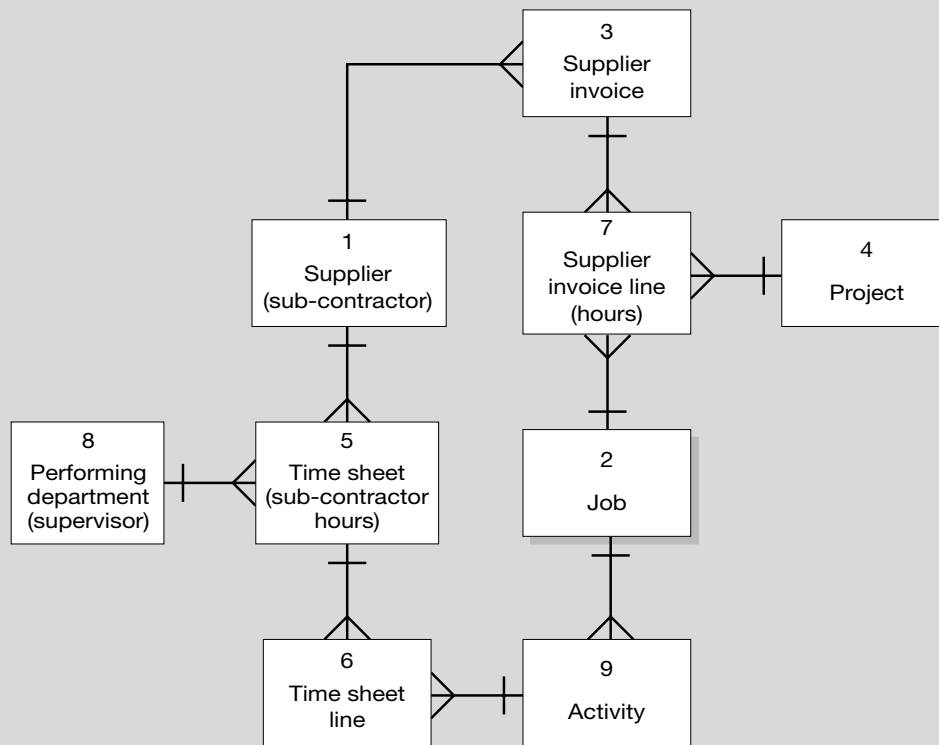 3
Supplier
invoice
1
Supplier
(sub-contractor)
7
Supplier
invoice line
(hours)
4
Project
8
Performing
department
(supervisor)
5
Time sheet
(sub-contractor
hours)
2
Job
6
Time sheet
line
9
Activity